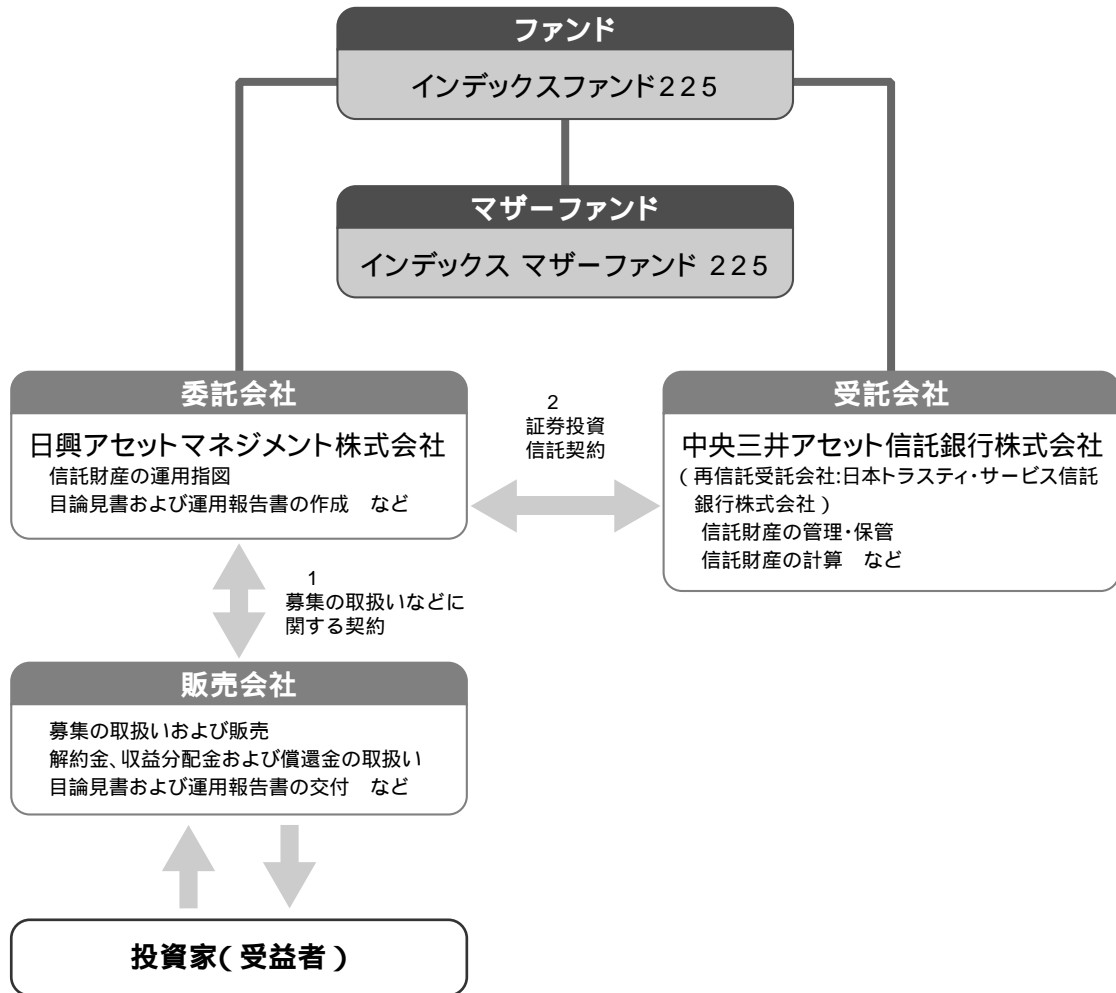 ファンド
インデックスファンド225
マザーファンド
インデックス マザーファンド 225
委託会社
日興アセットマネジメント株式会社
信託財産の運用指図
目論見書および運用報告書の作成　など
2
証券投資
信託契約
受託会社
中央三井アセット信託銀行株式会社
(再信託受託会社:日本トラスティ・サービス信託
銀行株式会社)
信託財産の管理・保管
信託財産の計算　など
1
募集の取扱いなどに
関する契約
販売会社
募集の取扱いおよび販売
解約金、収益分配金および償還金の取扱い
目論見書および運用報告書の交付　など
投資家(受益者)